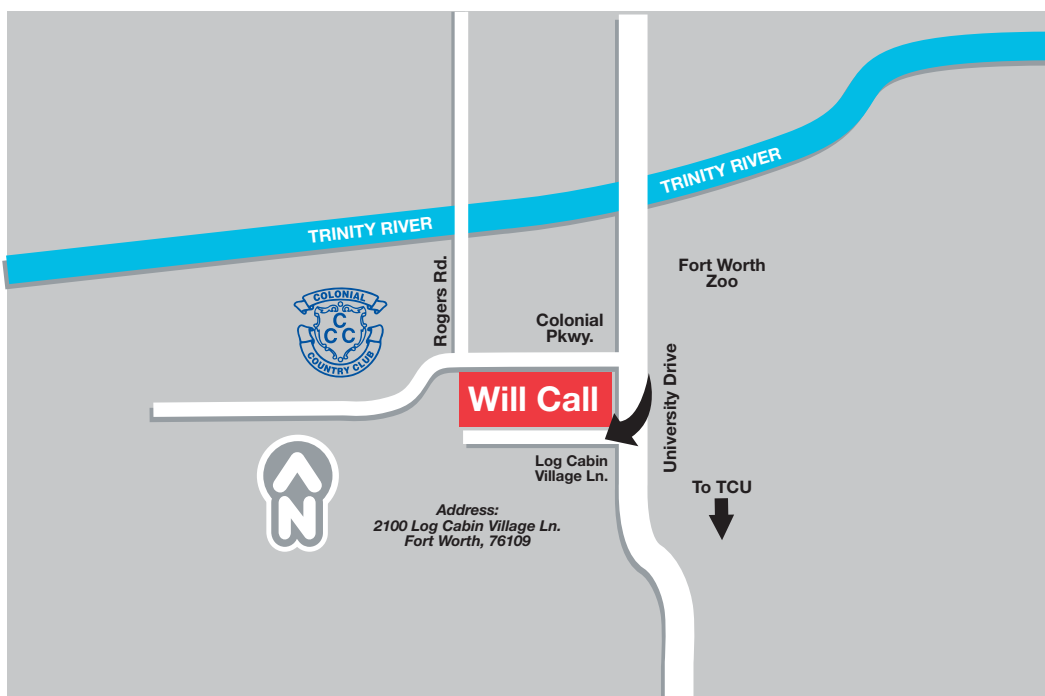 TRINITY RIVER
TRINITY RIVER
Fort Worth
Zoo
Rogers Rd.
COLONIAL
C
CCC
COUNTRY CLUB
Colonial
Pkwy.
University Drive
Will Call
Log Cabin
Village Ln.
To TCU
N
Address:
2100 Log Cabin Village Ln.
Fort Worth, 76109